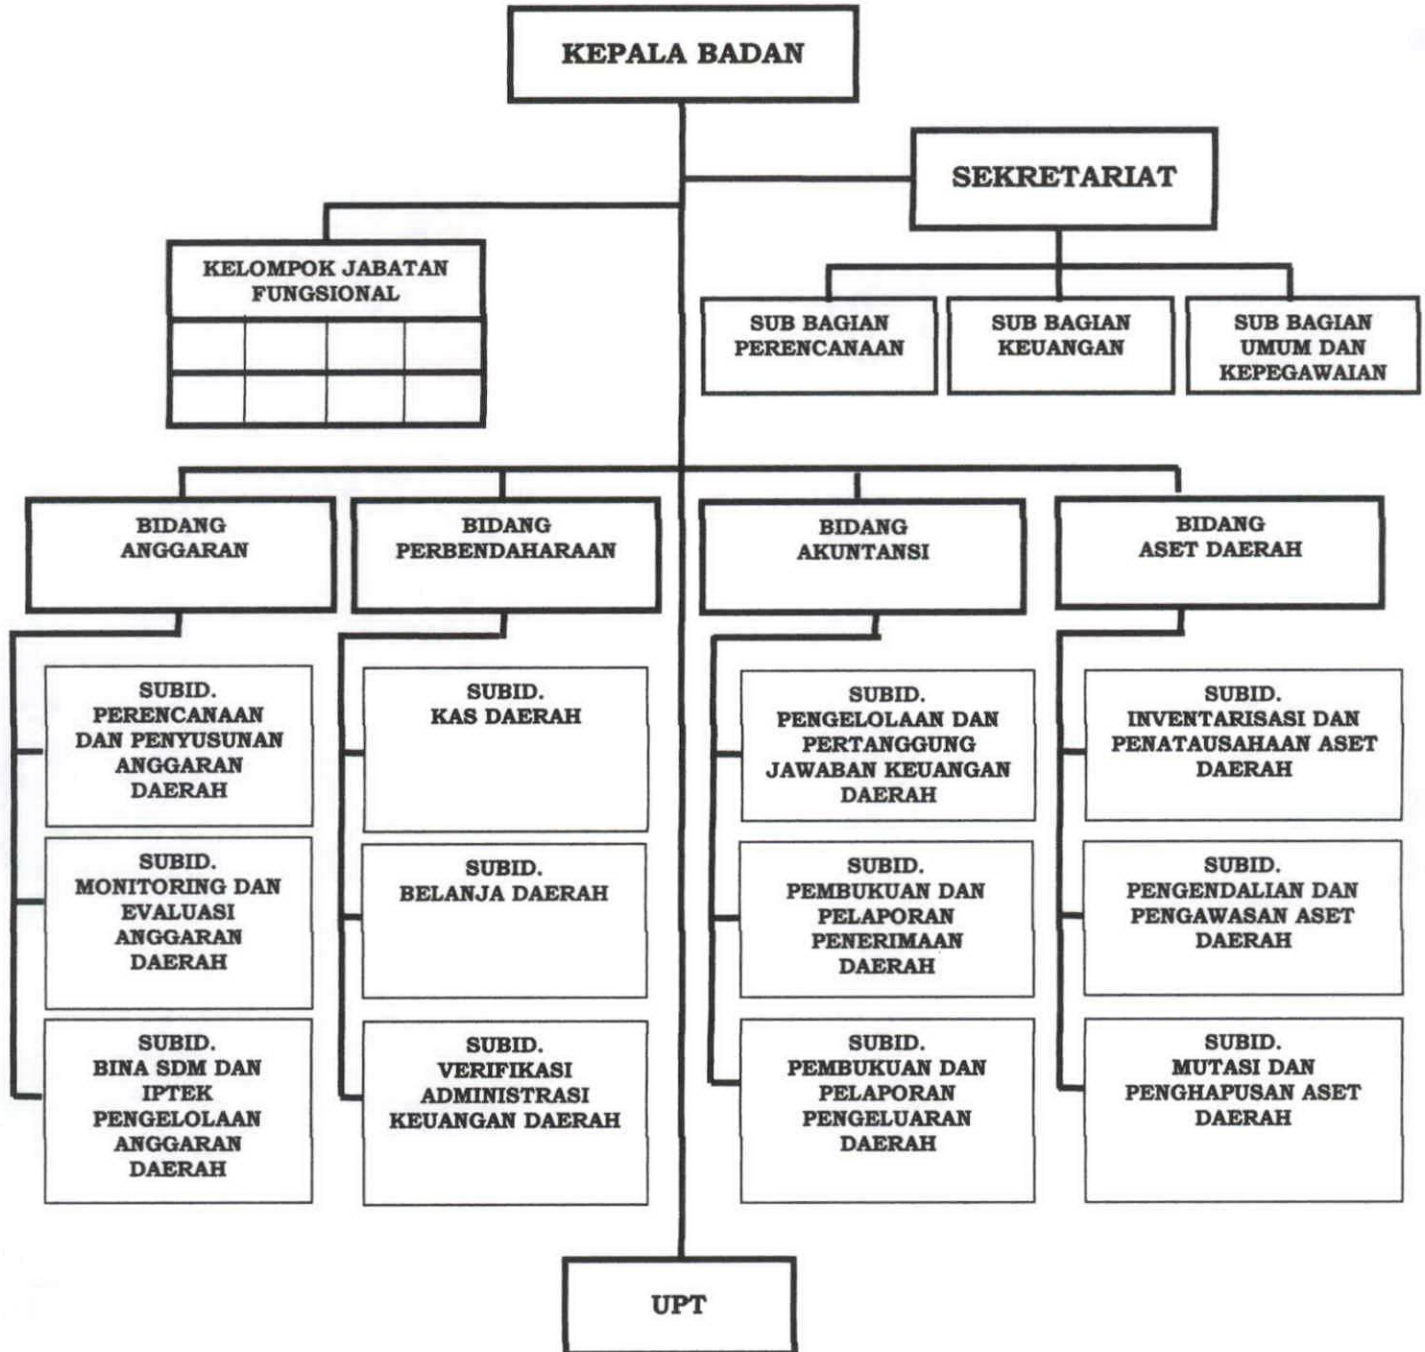 KEPALA BADAN
SEKRETARIAT
KELOMPOK JABATAN
FUNGSIONAL
SUB BAGIAN
PERENCANAAN
SUB BAGIAN
KEUANGAN
SUB BAGIAN
UMUM DAN
KEPEGAWAIAN
BIDANG
ANGGARAN
BIDANG
PERBENDAHARAAN
BIDANG
AKUNTANSI
BIDANG
ASET DAERAH
SUBID.
PERENCANAAN
DAN PENYUSUNAN
ANGGARAN
DAERAH
SUBID.
KAS DAERAH
SUBID.
PENGELOLAAN DAN
PERTANGGUNG
JAWABAN KEUANGAN
DAERAH
SUBID.
INVENTARISASI DAN
PENATAUSAHAAN ASET
DAERAH
SUBID.
MONITORING DAN
EVALUASI
ANGGARAN
DAERAH
SUBID.
BELANJA DAERAH
SUBID.
PEMBUKUAN DAN
PELAPORAN
PENERIMAAN
DAERAH
SUBID.
PENGENDALIAN DAN
PENGAWASAN ASET
DAERAH
SUBID.
BINA SDM DAN
IPTEK
PENGELOLAAN
ANGGARAN
DAERAH
SUBID.
VERIFIKASI
ADMINISTRASI
KEUANGAN DAERAH
SUBID.
PEMBUKUAN DAN
PELAPORAN
PENGELUARAN
DAERAH
SUBID.
MUTASI DAN
PENGHAPUSAN ASET
DAERAH
UPT